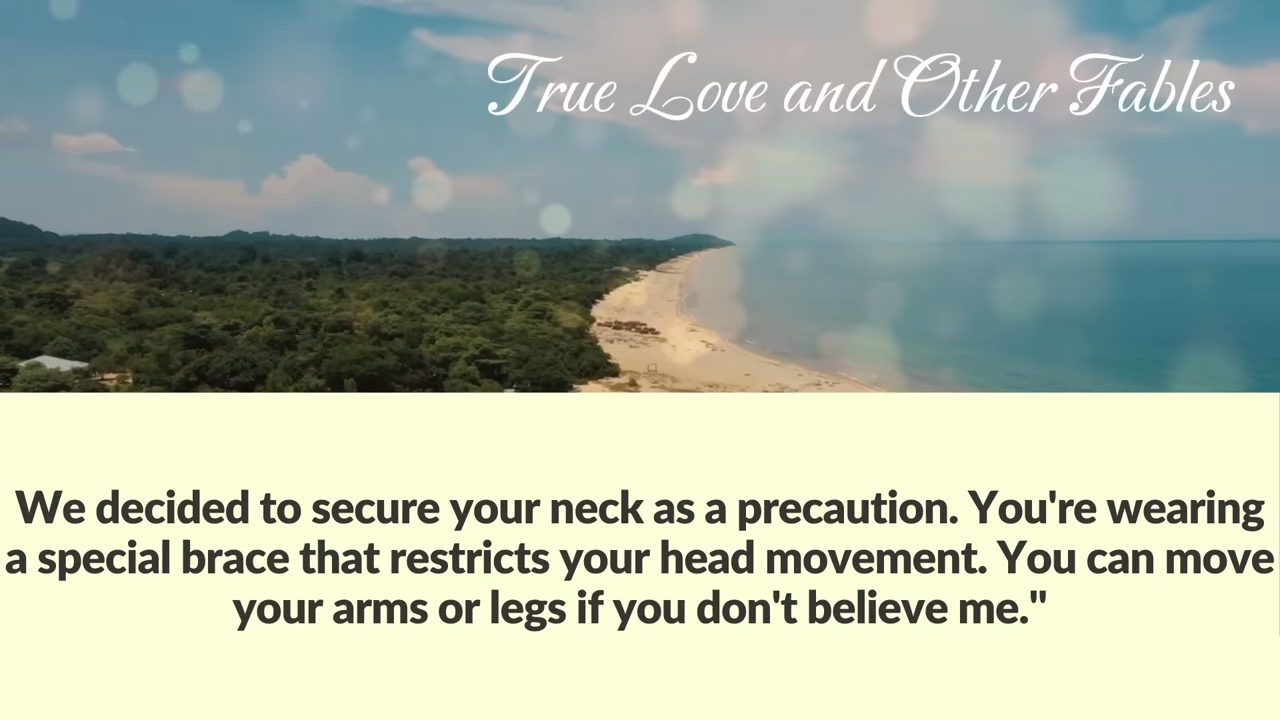 True Love and Other Fables
We decided to secure your neck as a precaution. You're wearing
a special brace that restricts your head movement. You can move
your arms or legs if you don't believe me."